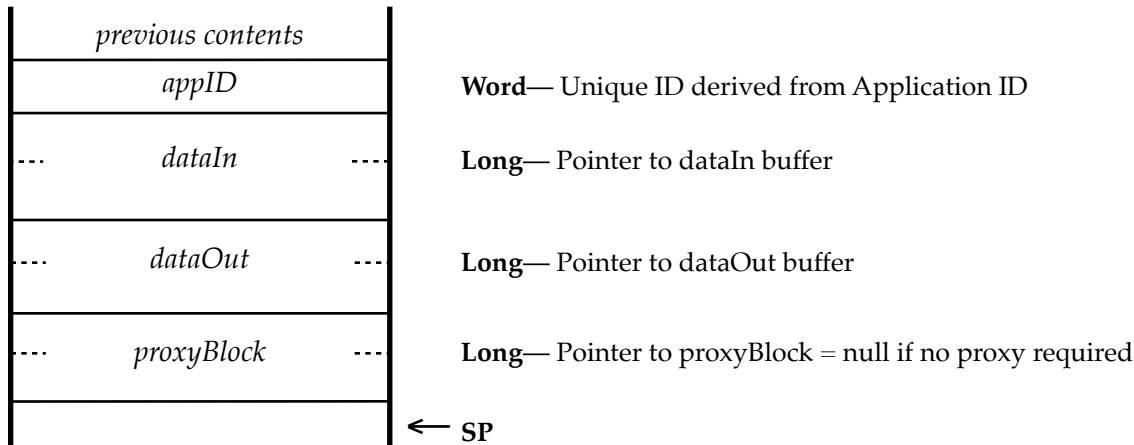 previous contents
appID Word— Unique ID derived from Application ID
dataIn Long— Pointer to dataIn buffer
dataOut Long— Pointer to dataOut buffer
proxyBlock Long— Pointer to proxyBlock = null if no proxy required
SP